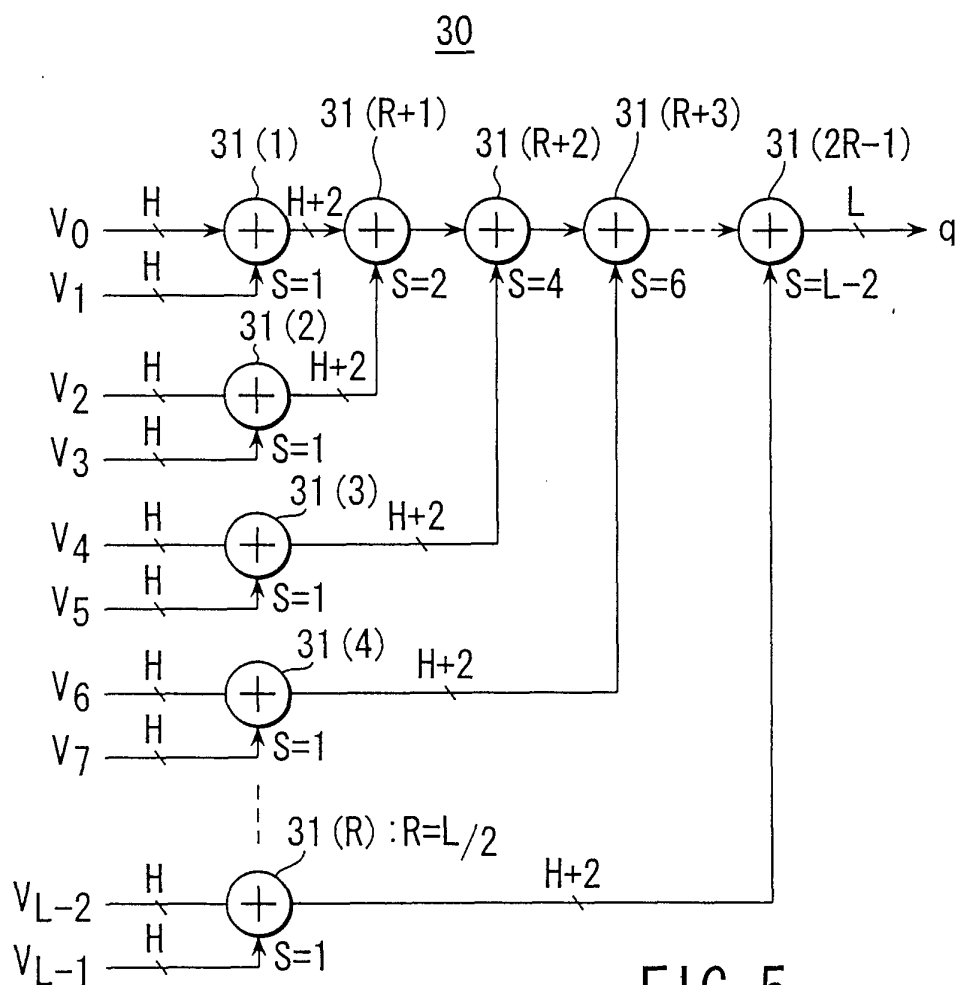 30
31(1) 31(R+1) 31(R+2) 31(R+3) 31(2R-1)
V0 H H+2 L q
V1 H S=1 S=2 S=4 S=6 S=L-2
31(2)
V2 H H+2
V3 H S=1
31(3)
V4 H H+2
V5 H S=1
31(4)
V6 H H+2
V7 H S=1
31(R):R=L/2
VL-2 H H+2
VL-1 H S=1
FIG. 5